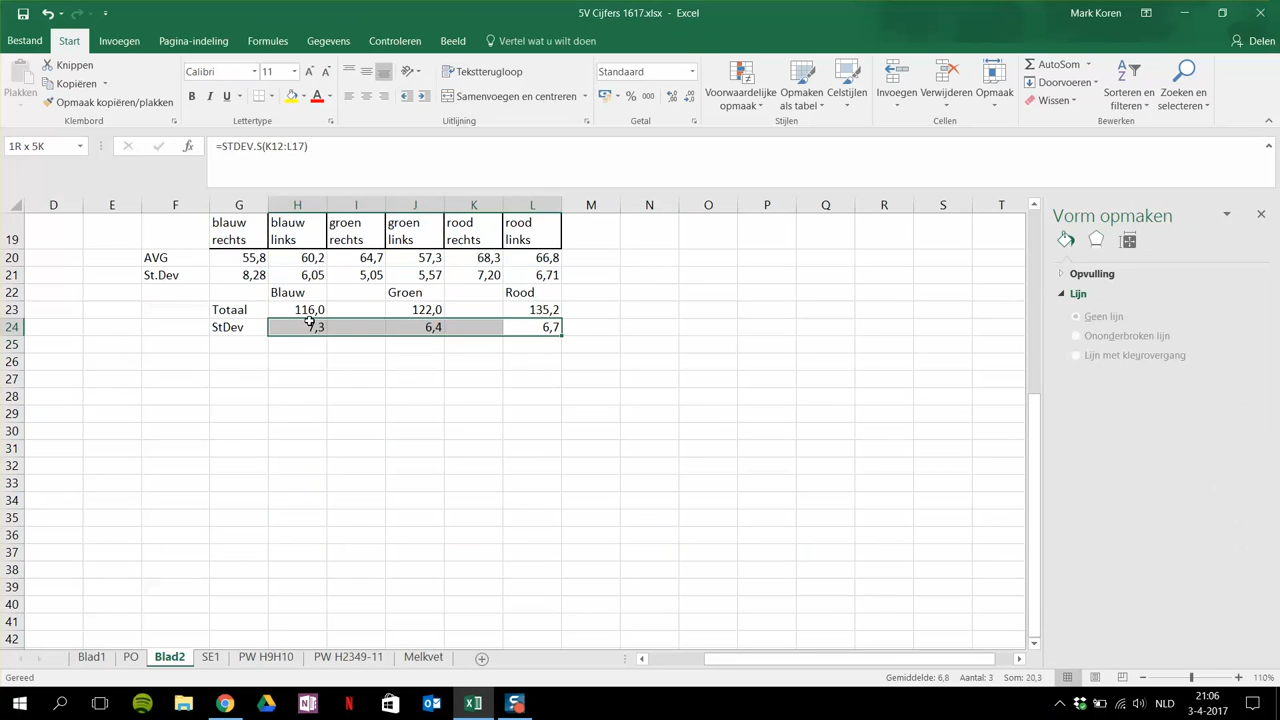 5V Cijfers 1617.xlsx - Excel
Mark Koren
Bestand Start Invoegen Pagina-indeling Formules Gegevens Controleren Beeld Vertel wat u wilt doen Delen
Plakken
Knippen
Kopiëren
Opmaak kopiëren/plakken
Klembord
Calibri 11
B I U
Lettertype
Tekstterugloop
Samenvoegen en centreren
Uitlijning
Standaard
% 000
Getal
Voorwaardelijke opmaak
Opmaken als tabel
Celstijlen
Stijlen
Invoegen Verwijderen Opmaak
Cellen
AutoSom
Doorvoeren
Wissen
Sorteren en filteren
Zoeken en selecteren
Bewerken
1R x 5K fx =STDEV.S(K12:L17)
D E F G H I J K L M N O P Q R S T
19 blauw rechts blauw links groen rechts groen links rood rechts rood links
20 AVG 55,8 60,2 64,7 57,3 68,3 66,8
21 St.Dev 8,28 6,05 5,05 5,57 7,20 6,71
22 Blauw Groen Rood
23 Totaal 116,0 122,0 135,2
24 StDev 7,3 6,4 6,7
25
26
27
28
29
30
31
32
33
34
35
36
37
38
39
40
41
42
Vorm opmaken
Opvulling
Lijn
Geen lijn
Ononderbroken lijn
Lijn met kleurovergang
Blad1 PO Blad2 SE1 PW H9H10 PW H2349-11 Melkvet
Gereed Gemiddelde: 6,8 Aantal: 3 Som: 20,3 110%
NLD 21:06
3-4-2017